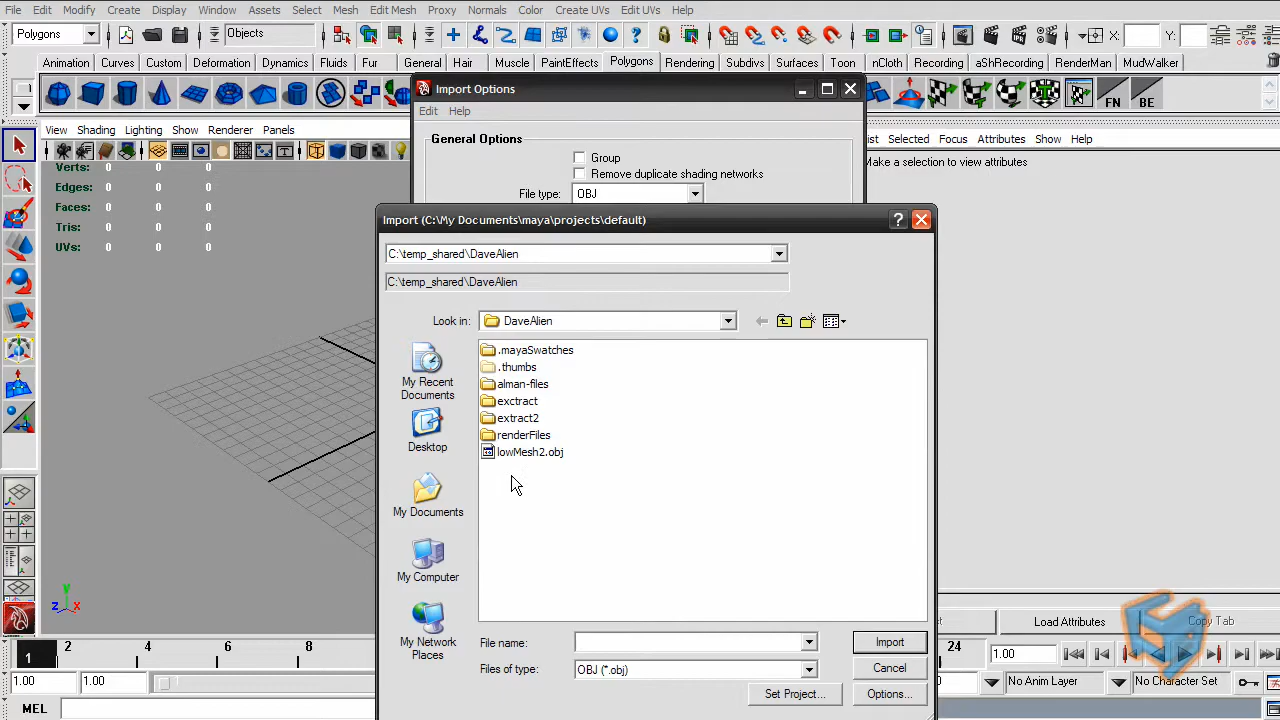 File Edit Modify Create Display Window Assets Select Mesh Edit Mesh Proxy Normals Color Create UVs Edit UVs Help
Polygons Objects X: Y:
Animation Curves Custom Deformation Dynamics Fluids Fur General Hair Muscle PaintEffects Polygons Rendering Subdivs Surfaces Toon nCloth Recording aShRecording RenderMan MudWalker
FN BE
Import Options
Edit Help
General Options
Group
Remove duplicate shading networks
File type: OBJ
View Shading Lighting Show Renderer Panels
Verts: 0 0 0
Edges: 0 0 0
Faces: 0 0 0
Tris: 0 0 0
UVs: 0 0 0
ist Selected Focus Attributes Show Help
Make a selection to view attributes
Import (C:\My Documents\maya\projects\default)
C:\temp_shared\DaveAlien
C:\temp_shared\DaveAlien
Look in: DaveAlien
.mayaSwatches
.thumbs
alman-files
exctract
extract2
renderFiles
lowMesh2.obj
My Recent
Documents
Desktop
My Documents
My Computer
My Network
Places
File name: Import
Files of type: OBJ (*.obj) Cancel
Set Project... Options...
y
z x
Load Attributes Copy Tab
1 2 4 6 8 24 1.00
1.00 1.00 No Anim Layer No Character Set
MEL